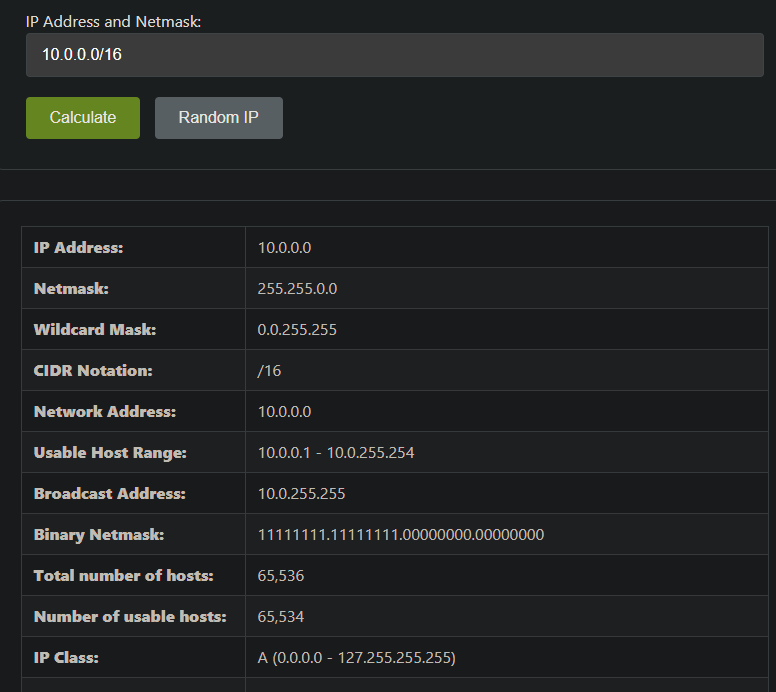 IP Address and Netmask:
10.0.0.0/16
Calculate Random IP
IP Address: 10.0.0.0
Netmask: 255.255.0.0
Wildcard Mask: 0.0.255.255
CIDR Notation: /16
Network Address: 10.0.0.0
Usable Host Range: 10.0.0.1 - 10.0.255.254
Broadcast Address: 10.0.255.255
Binary Netmask: 11111111.11111111.00000000.00000000
Total number of hosts: 65,536
Number of usable hosts: 65,534
IP Class: A (0.0.0.0 - 127.255.255.255)